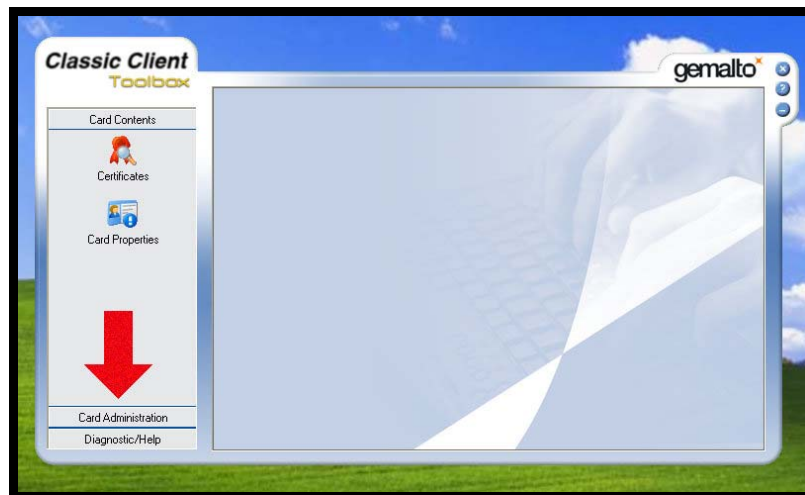 Classic Client
Toolbox
gemalto
Card Contents
Certificates
Card Properties
Card Administration
Diagnostic/Help